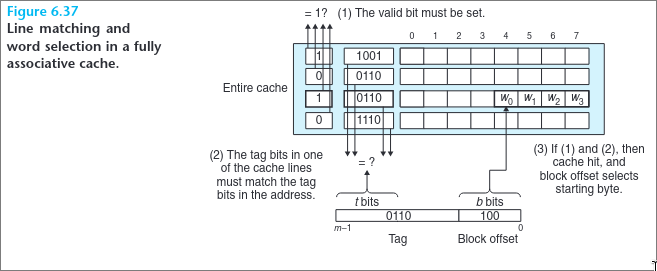 Figure 6.37
Line matching and
word selection in a fully
associative cache.
= 1? (1) The valid bit must be set.
0 1 2 3 4 5 6 7
1 1001
0 0110
Entire cache
1 0110 w0 w1 w2 w3
0 1110
(2) The tag bits in one
of the cache lines
must match the tag
bits in the address.
= ?
(3) If (1) and (2), then
cache hit, and
block offset selects
starting byte.
t bits b bits
0110 100
m–1 0
Tag Block offset